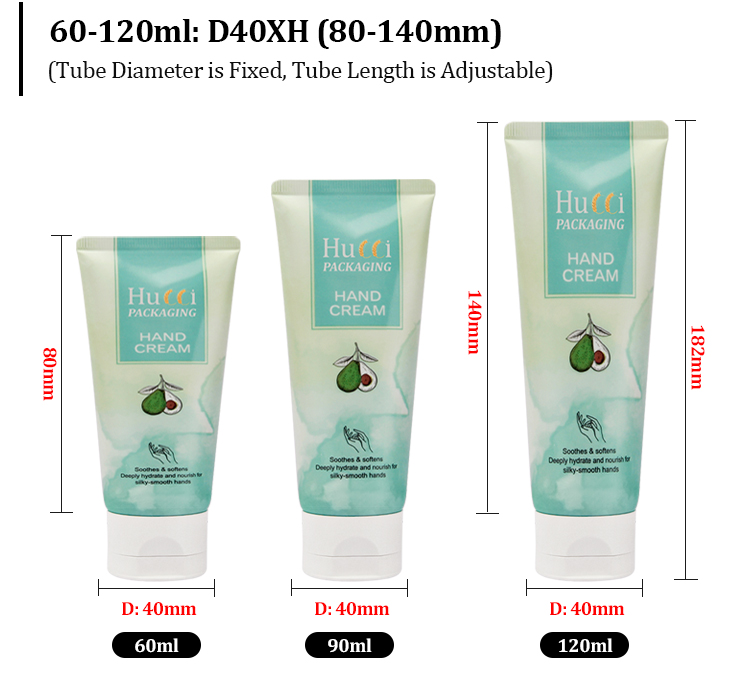 60-120ml: D40XH (80-140mm)
(Tube Diameter is Fixed, Tube Length is Adjustable)
80mm
Hucci
PACKAGING
HAND
CREAM
Soothes & softens
Deeply hydrate and nourish for
silky-smooth hands
D: 40mm
60ml
Hucci
PACKAGING
HAND
CREAM
Soothes & softens
Deeply hydrate and nourish for
silky-smooth hands
D: 40mm
90ml
140mm
Hucci
PACKAGING
HAND
CREAM
Soothes & softens
Deeply hydrate and nourish for
silky-smooth hands
182mm
D: 40mm
120ml